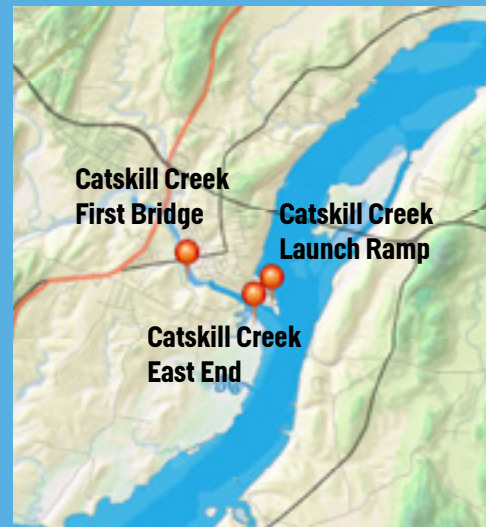 Catskill Creek
First Bridge
Catskill Creek
Launch Ramp
Catskill Creek
East End